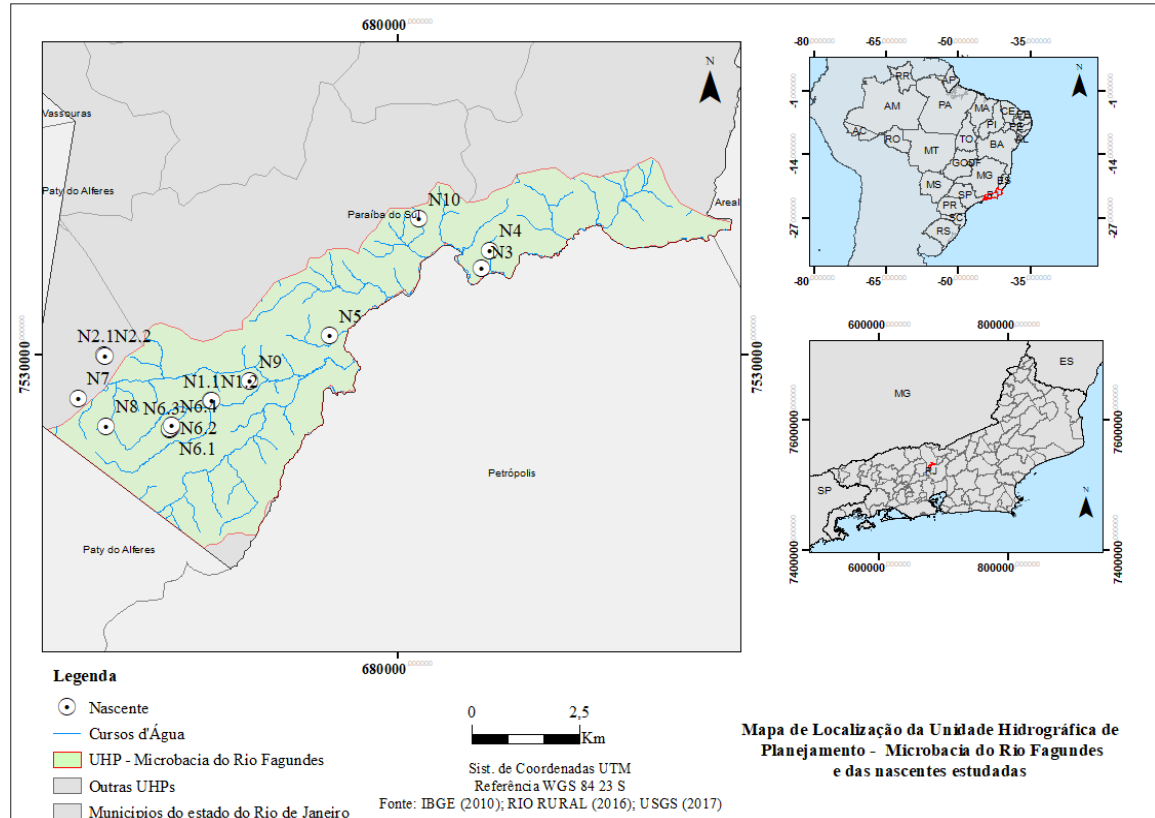 680000,000000
N
Vassouras
Paty do Alferes
Paraíba do Sul
Areal
N10
N4
N3
N5
N2.1N2.2
N9
N7
N1.1N1.2
N8
N6.3N6.4
N6.2
N6.1
Petrópolis
Paty do Alferes
7530000
7530000
680000,000000
Legenda
Nascente
Cursos d'Água
UHP - Microbacia do Rio Fagundes
Outras UHPs
Municípios do estado do Rio de Janeiro
0 2,5
Km
Sist. de Coordenadas UTM
Referência WGS 84 23 S
Fonte: IBGE (2010); RIO RURAL (2016); USGS (2017)
-80 -65 -50 -35
N
RR AP
AM PA MA CE
PI
AC RO TO
MT BA
GO DF
MG
MS ES
SP
PR
SC
RS
-14 -14
-27 -27
-80 -65 -50 -35
600000 800000
ES
MG
7600000 7600000
RJ
SP
N
7400000 7400000
600000 800000
Mapa de Localização da Unidade Hidrográfica de
Planejamento - Microbacia do Rio Fagundes
e das nascentes estudadas